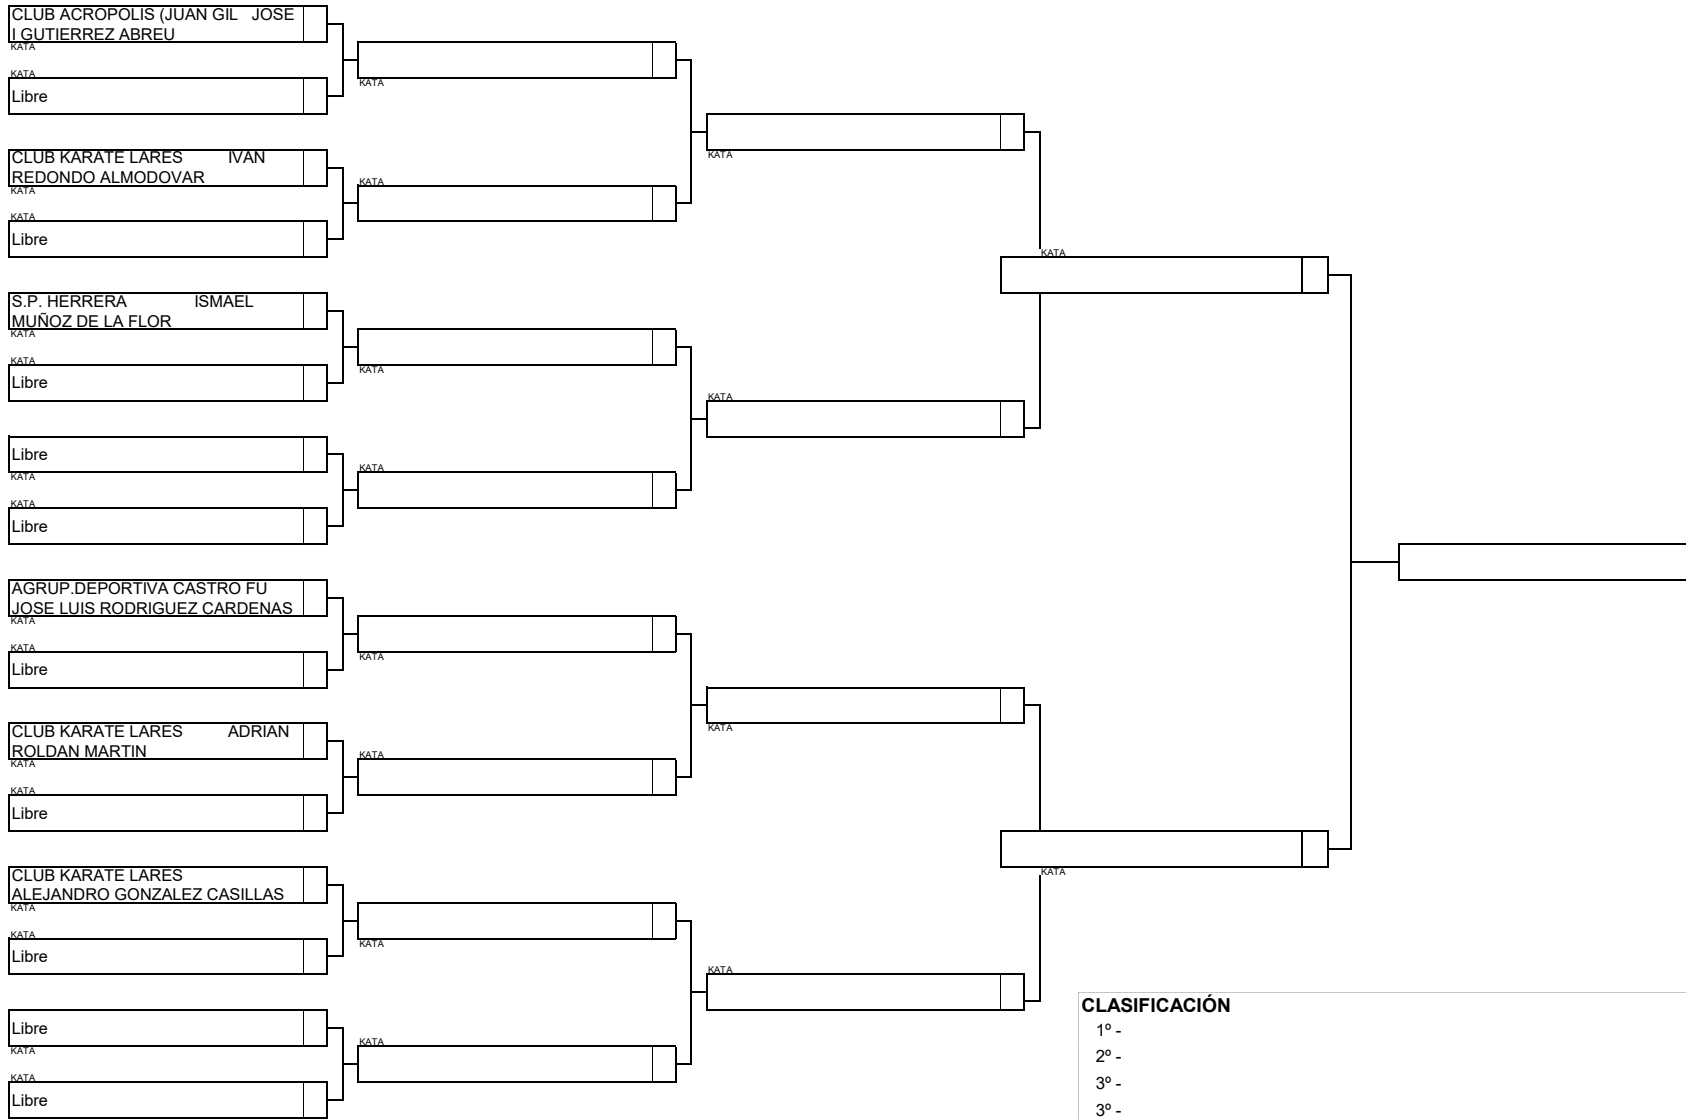 CLUB ACROPOLIS (JUAN GIL JOSE
I GUTIERREZ ABREU
KATA
KATA
Libre
CLUB KARATE LARES IVAN
REDONDO ALMODOVAR
KATA
KATA
Libre
S.P. HERRERA ISMAEL
MUÑOZ DE LA FLOR
KATA
KATA
Libre
Libre
KATA
KATA
Libre
AGRUP.DEPORTIVA CASTRO FU
JOSE LUIS RODRIGUEZ CARDENAS
KATA
KATA
Libre
CLUB KARATE LARES ADRIAN
ROLDAN MARTIN
KATA
KATA
Libre
CLUB KARATE LARES
ALEJANDRO GONZALEZ CASILLAS
KATA
KATA
Libre
Libre
KATA
KATA
Libre
KATA
KATA
KATA
KATA
KATA
KATA
KATA
KATA
KATA
KATA
KATA
KATA
KATA
KATA
CLASIFICACIÓN
1º -
2º -
3º -
3º -